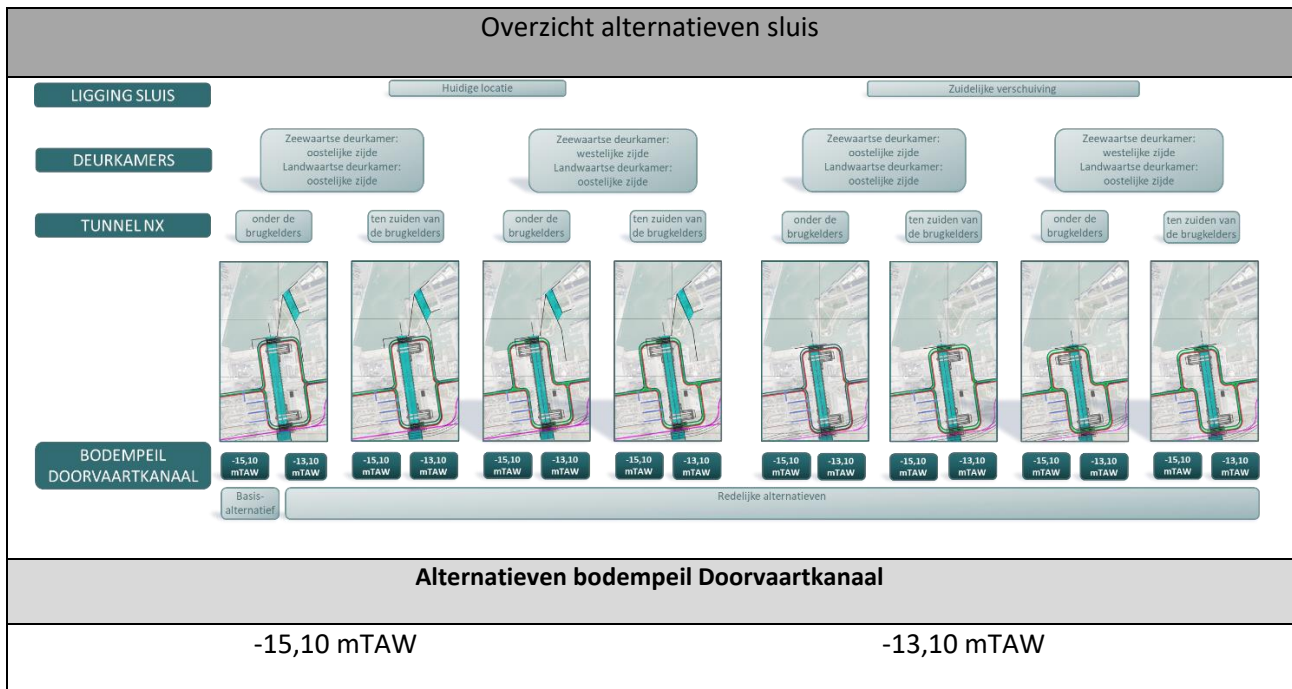 Overzicht alternatieven sluis
LIGGING SLUIS
Huidige locatie
Zuidelijke verschuiving
DEURKAMERS
Zeewaartse deurkamer:
oostelijke zijde
Landwaartse deurkamer:
oostelijke zijde
Zeewaartse deurkamer:
westelijke zijde
Landwaartse deurkamer:
oostelijke zijde
Zeewaartse deurkamer:
oostelijke zijde
Landwaartse deurkamer:
oostelijke zijde
Zeewaartse deurkamer:
westelijke zijde
Landwaartse deurkamer:
oostelijke zijde
TUNNEL NX
onder de
brugkelders
ten zuiden van
de brugkelders
onder de
brugkelders
ten zuiden van
de brugkelders
onder de
brugkelders
ten zuiden van
de brugkelders
onder de
brugkelders
ten zuiden van
de brugkelders
BODEMPEIL
DOORVAARTKANAAL
-15,10
mTAW
-13,10
mTAW
-15,10
mTAW
-13,10
mTAW
-15,10
mTAW
-13,10
mTAW
-15,10
mTAW
-13,10
mTAW
-15,10
mTAW
-13,10
mTAW
-15,10
mTAW
-13,10
mTAW
-15,10
mTAW
-13,10
mTAW
-15,10
mTAW
-13,10
mTAW
Basis-
alternatief
Redelijke alternatieven
Alternatieven bodempeil Doorvaartkanaal
-15,10 mTAW
-13,10 mTAW